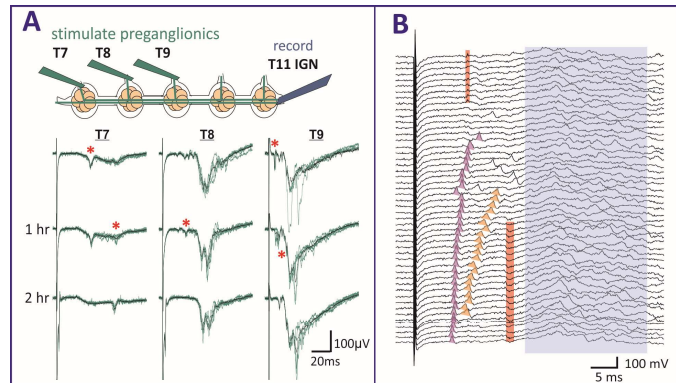 A
stimulate preganglionics
T7 T8 T9
record
T11 IGN
T7 T8 T9
*
*
1 hr
*
*
*
2 hr
100µV
20ms
B
100 mV
5 ms